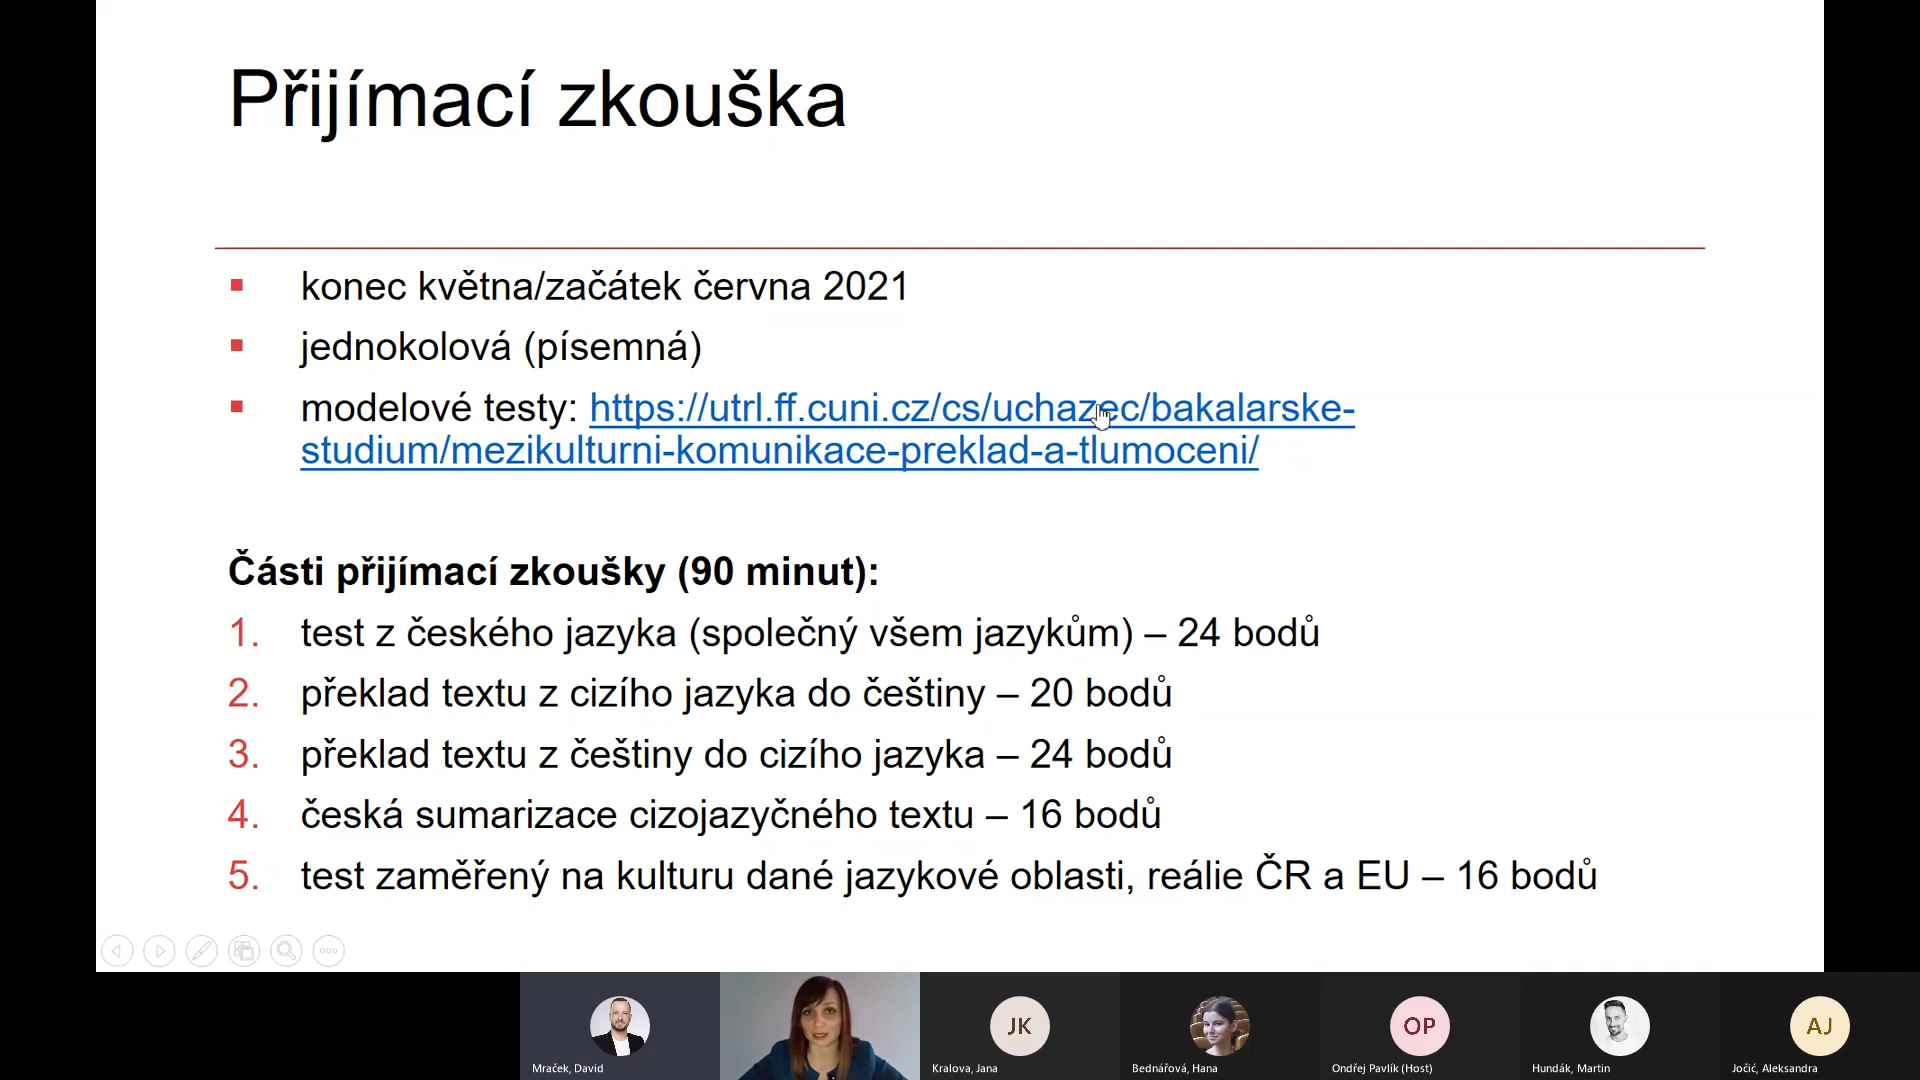 Přijímací zkouška
konec května/začátek června 2021
jednokolová (písemná)
modelové testy: https://utrl.ff.cuni.cz/cs/uchazec/bakalarske-
studium/mezikulturni-komunikace-preklad-a-tlumoceni/
Části přijímací zkoušky (90 minut):
1. test z českého jazyka (společný všem jazykům) – 24 bodů
2. překlad textu z cizího jazyka do češtiny – 20 bodů
3. překlad textu z češtiny do cizího jazyka – 24 bodů
4. česká sumarizace cizojazyčného textu – 16 bodů
5. test zaměřený na kulturu dané jazykové oblasti, reálie ČR a EU – 16 bodů
JK
OP
AJ
Mraček, David
Kralova, Jana
Bednářová, Hana
Ondřej Pavlík (Host)
Hundák, Martin
Jočić, Aleksandra